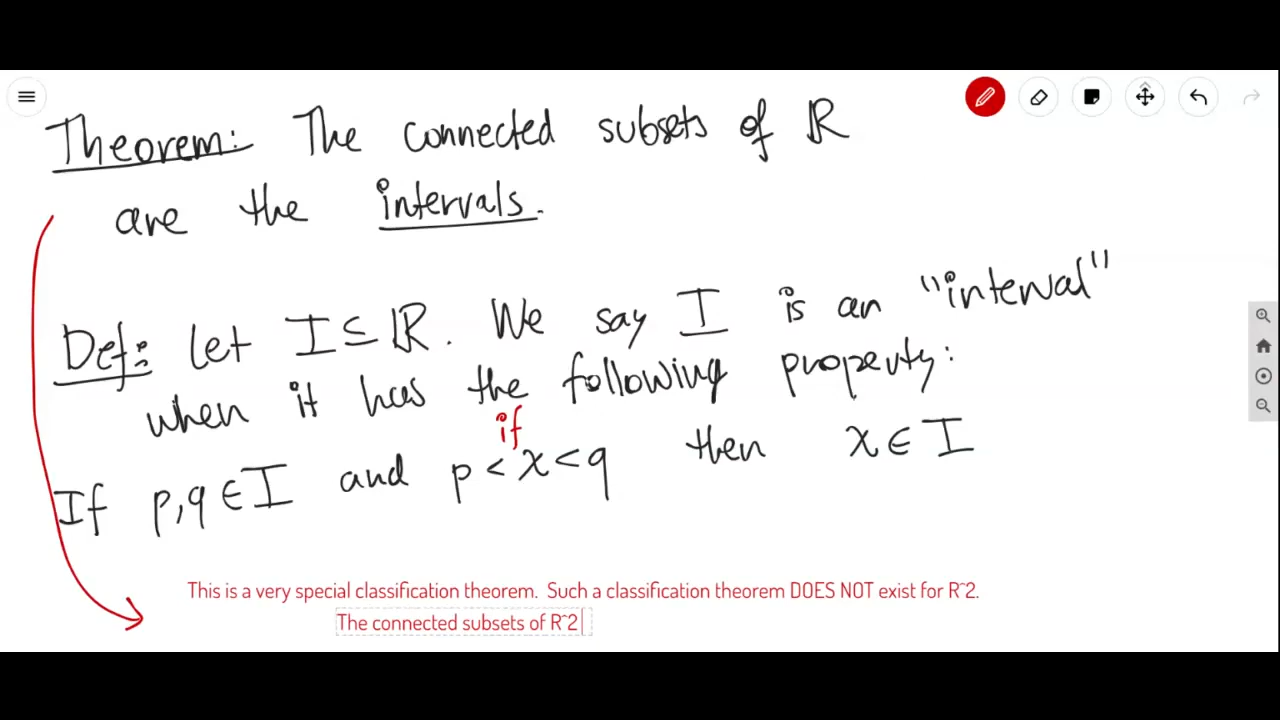 Theorem: The connected subsets of ℝ
are the intervals.
Def: let I ⊆ ℝ. We say I is an "interval"
when it has the following property:
if
If p,q ∈ I and p < x < q then x ∈ I
This is a very special classification theorem. Such a classification theorem DOES NOT exist for R^2.
The connected subsets of R^2